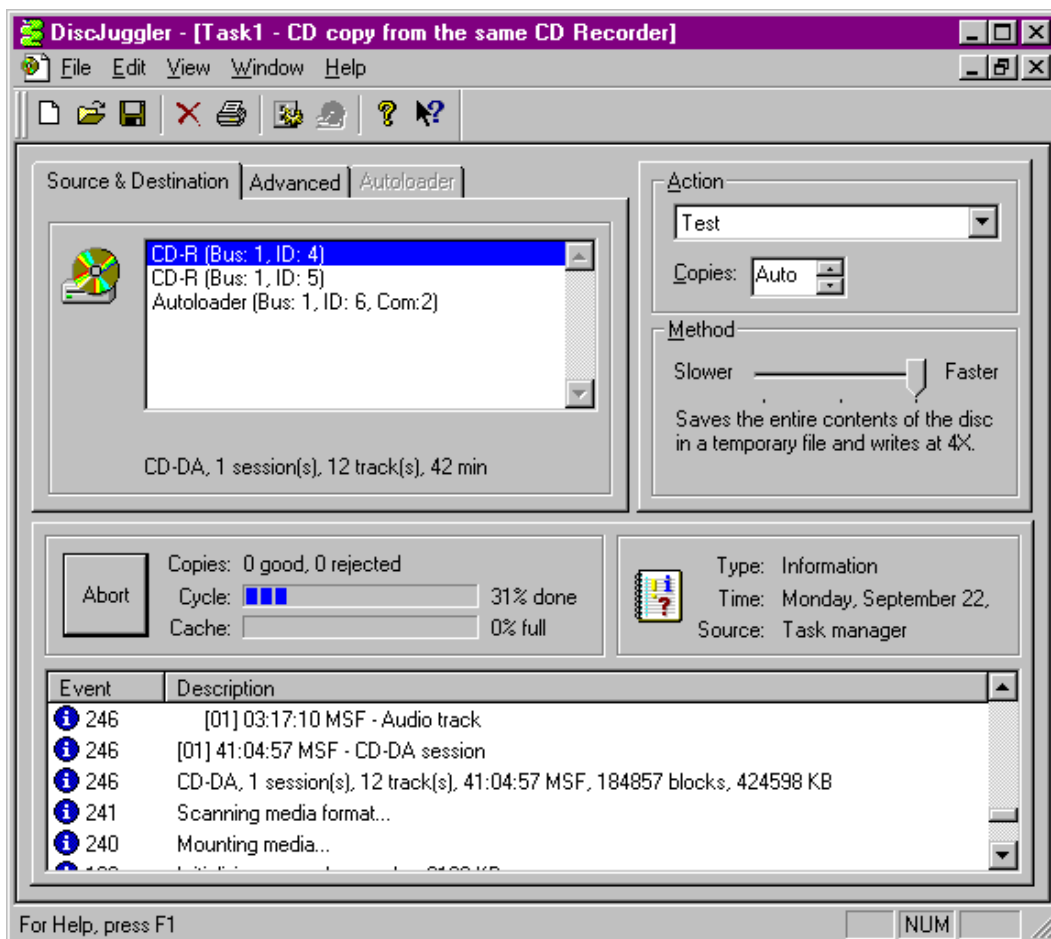 DiscJuggler - [Task1 - CD copy from the same CD Recorder]
File Edit View Window Help
Source & Destination Advanced Autoloader
CD-R (Bus: 1, ID: 4)
CD-R (Bus: 1, ID: 5)
Autoloader (Bus: 1, ID: 6, Com:2)
CD-DA, 1 session(s), 12 track(s), 42 min
Action
Test
Copies: Auto
Method
Slower Faster
Saves the entire contents of the disc
in a temporary file and writes at 4X.
Abort
Copies: 0 good, 0 rejected
Cycle: 31% done
Cache: 0% full
Type: Information
Time: Monday, September 22,
Source: Task manager
Event Description
246 [01] 03:17:10 MSF - Audio track
246 [01] 41:04:57 MSF - CD-DA session
246 CD-DA, 1 session(s), 12 track(s), 41:04:57 MSF, 184857 blocks, 424598 KB
241 Scanning media format...
240 Mounting media...
For Help, press F1
NUM